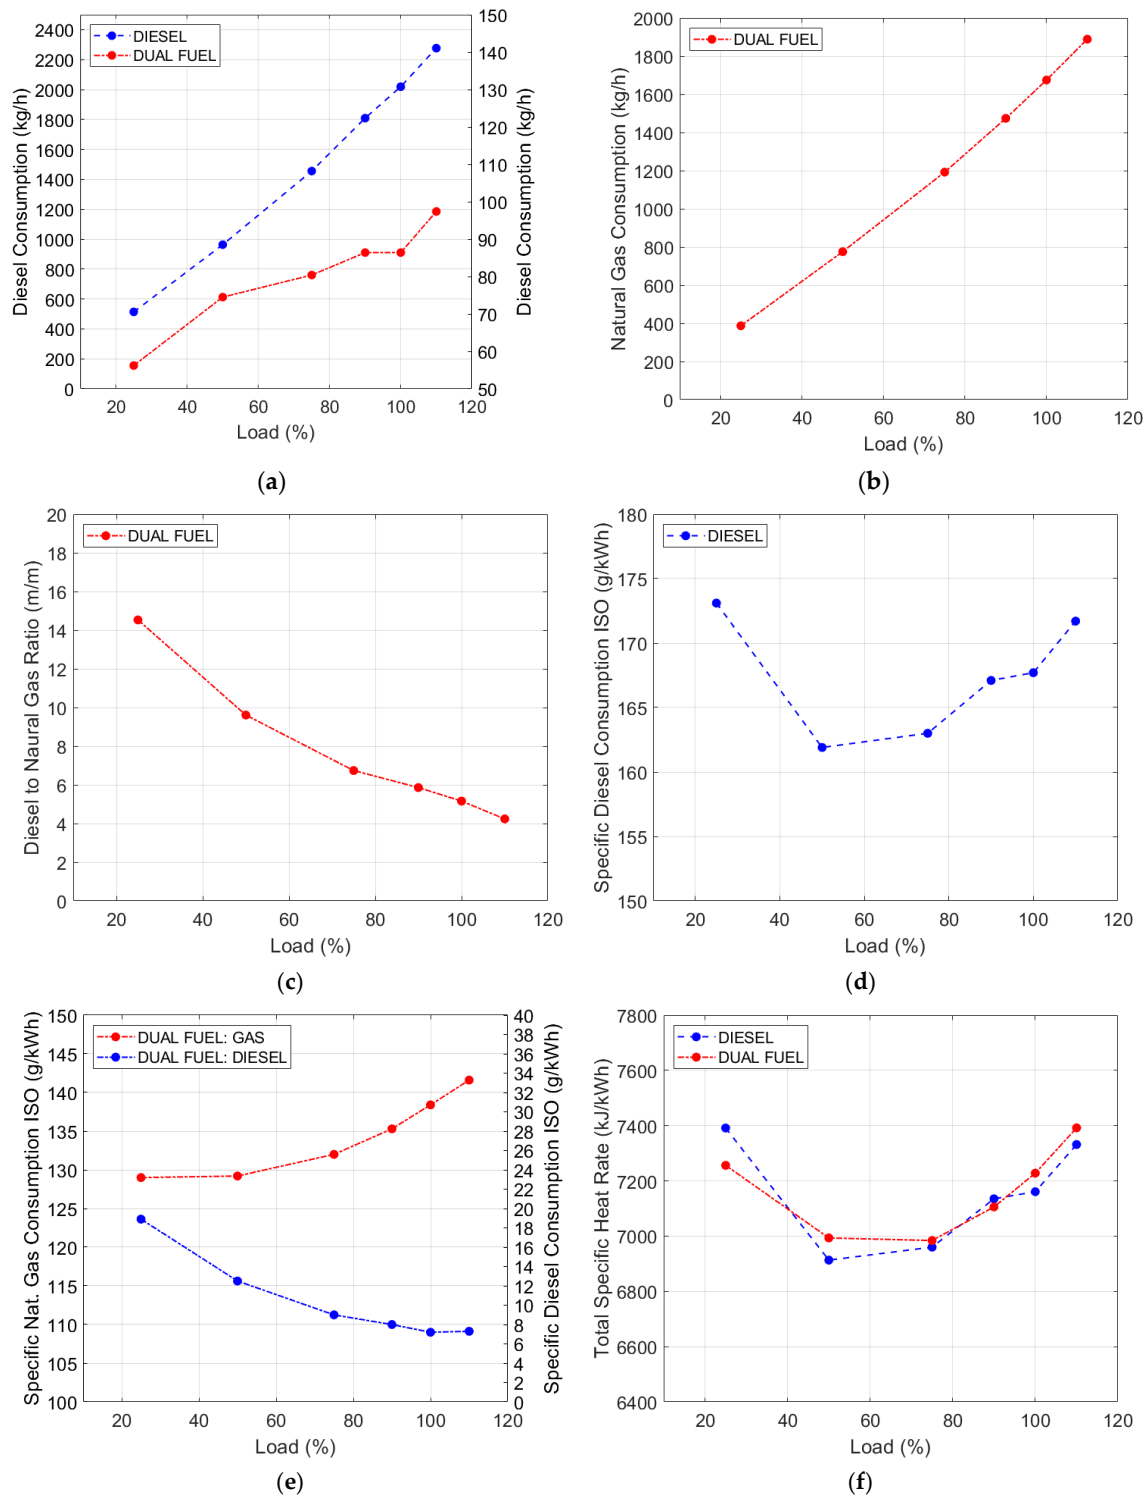 DIESEL
DUAL FUEL
Diesel Consumption (kg/h)
2400
2200
2000
1800
1600
1400
1200
1000
800
600
400
200
0
150
140
130
120
110
100
90
80
70
60
50
Diesel Consumption (kg/h)
20 40 60 80 100 120
Load (%)
(a)
DUAL FUEL
Natural Gas Consumption (kg/h)
2000
1800
1600
1400
1200
1000
800
600
400
200
0
20 40 60 80 100 120
Load (%)
(b)
DUAL FUEL
Diesel to Naural Gas Ratio (m/m)
20
18
16
14
12
10
8
6
4
2
0
20 40 60 80 100 120
Load (%)
(c)
DIESEL
Specific Diesel Consumption ISO (g/kWh)
180
175
170
165
160
155
150
20 40 60 80 100 120
Load (%)
(d)
DUAL FUEL: GAS
DUAL FUEL: DIESEL
Specific Nat. Gas Consumption ISO (g/kWh)
150
145
140
135
130
125
120
115
110
105
100
40
38
36
34
32
30
28
26
24
22
20
18
16
14
12
10
8
6
4
2
0
Specific Diesel Consumption ISO (g/kWh)
20 40 60 80 100 120
Load (%)
(e)
DIESEL
DUAL FUEL
Total Specific Heat Rate (kJ/kWh)
7800
7600
7400
7200
7000
6800
6600
6400
20 40 60 80 100 120
Load (%)
(f)